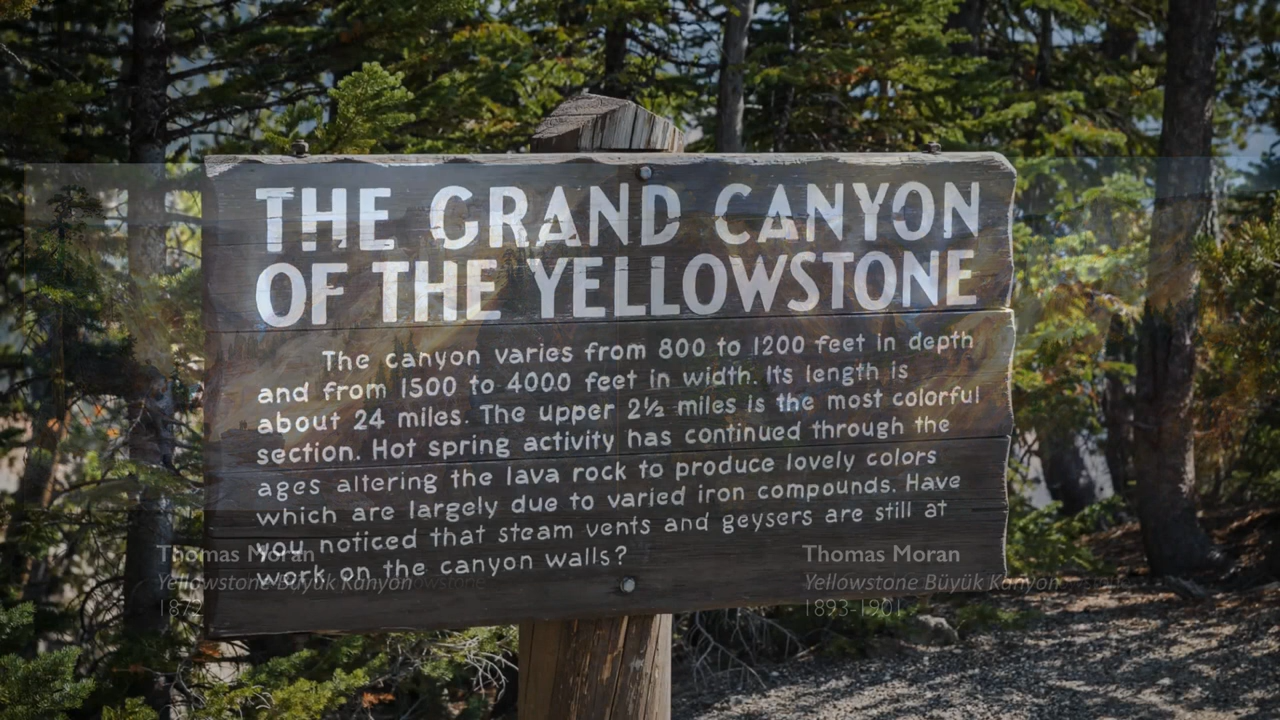 THE GRAND CANYON
OF THE YELLOWSTONE
The canyon varies from 800 to 1200 feet in depth
and from 1500 to 4000 feet in width. Its length is
about 24 miles. The upper 2½ miles is the most colorful
section. Hot spring activity has continued through the
ages altering the lava rock to produce lovely colors
which are largely due to varied iron compounds. Have
you noticed that steam vents and geysers are still at
work on the canyon walls?
Thomas Moran
Yellowstone Büyük Kanyon
1872
Thomas Moran
Yellowstone Büyük Kanyon
1893-1901